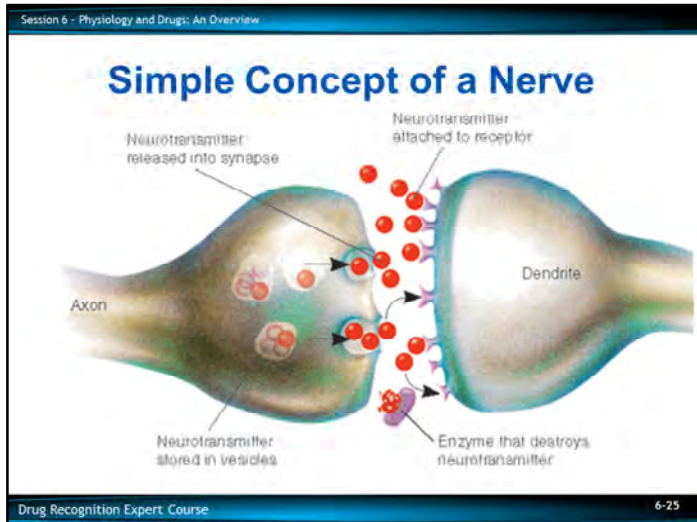 Session 6 - Physiology and Drugs: An Overview
Simple Concept of a Nerve
Neurotransmitter
released into synapse
Neurotransmitter
attached to receptor
Axon
Dendrite
Neurotransmitter
stored in vesicles
Enzyme that destroys
neurotransmitter
Drug Recognition Expert Course
6-25